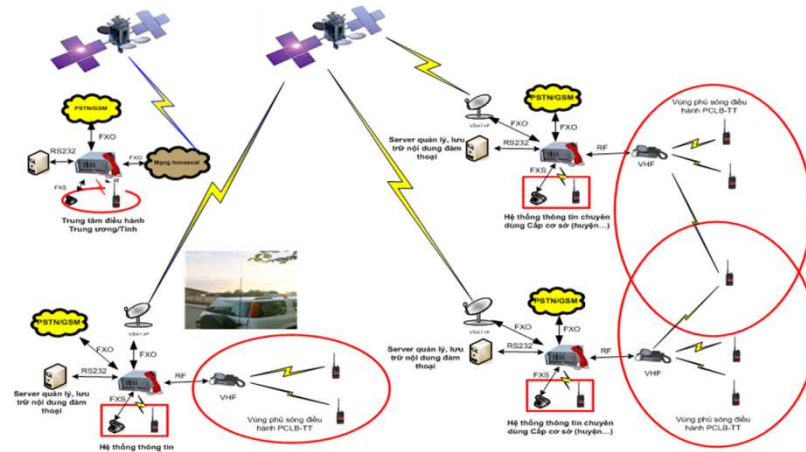 PSTN/GSM
FXO
RS232
FXO
Mạng Inmassat
FXS
Trung tâm điều hành
Trung ương/Tỉnh
VSAT-IP
FXO
PSTN/GSM
FXO
Server quản lý, lưu
trữ nội dung đàm
thoại
RS232
RF
FXS
VHF
Vùng phủ sóng điều
hành PCLB-TT
Hệ thống thông tin chuyên
dùng Cấp cơ sở (huyện...)
PSTN/GSM
FXO
VSAT-IP
FXO
RS232
Server quản lý, lưu
trữ nội dung đàm
thoại
RF
FXS
VHF
Vùng phủ sóng điều
hành PCLB-TT
Hệ thống thông tin
VSAT-IP
FXO
PSTN/GSM
FXO
Server quản lý, lưu
trữ nội dung đàm
thoại
RS232
RF
FXS
VHF
Hệ thống thông tin chuyên
dùng Cấp cơ sở (huyện...)
Vùng phủ sóng điều
hành PCLB-TT